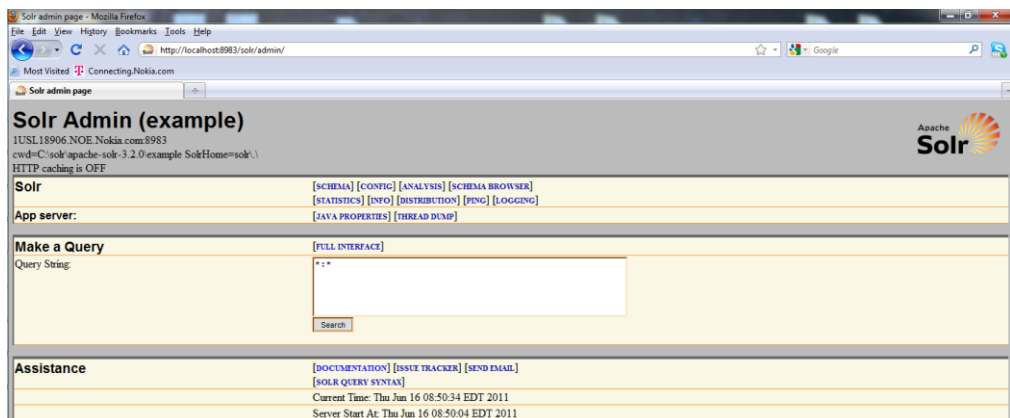 Solr admin page - Mozilla Firefox
File Edit View History Bookmarks Tools Help
http://localhost:8983/solr/admin/
Google
Most Visited Connecting.Nokia.com
Solr admin page
Solr Admin (example)
1USL18906.NOE.Nokia.com:8983
cwd=C:\solr\apache-solr-3.2.0\example SolrHome=solr\.\
HTTP caching is OFF
Apache
Solr
Solr [SCHEMA] [CONFIG] [ANALYSIS] [SCHEMA BROWSER]
[STATISTICS] [INFO] [DISTRIBUTION] [PING] [LOGGING]
App server: [JAVA PROPERTIES] [THREAD DUMP]
Make a Query [FULL INTERFACE]
Query String: *:*
Search
Assistance [DOCUMENTATION] [ISSUE TRACKER] [SEND EMAIL]
[SOLR QUERY SYNTAX]
Current Time: Thu Jun 16 08:50:34 EDT 2011
Server Start At: Thu Jun 16 08:50:04 EDT 2011